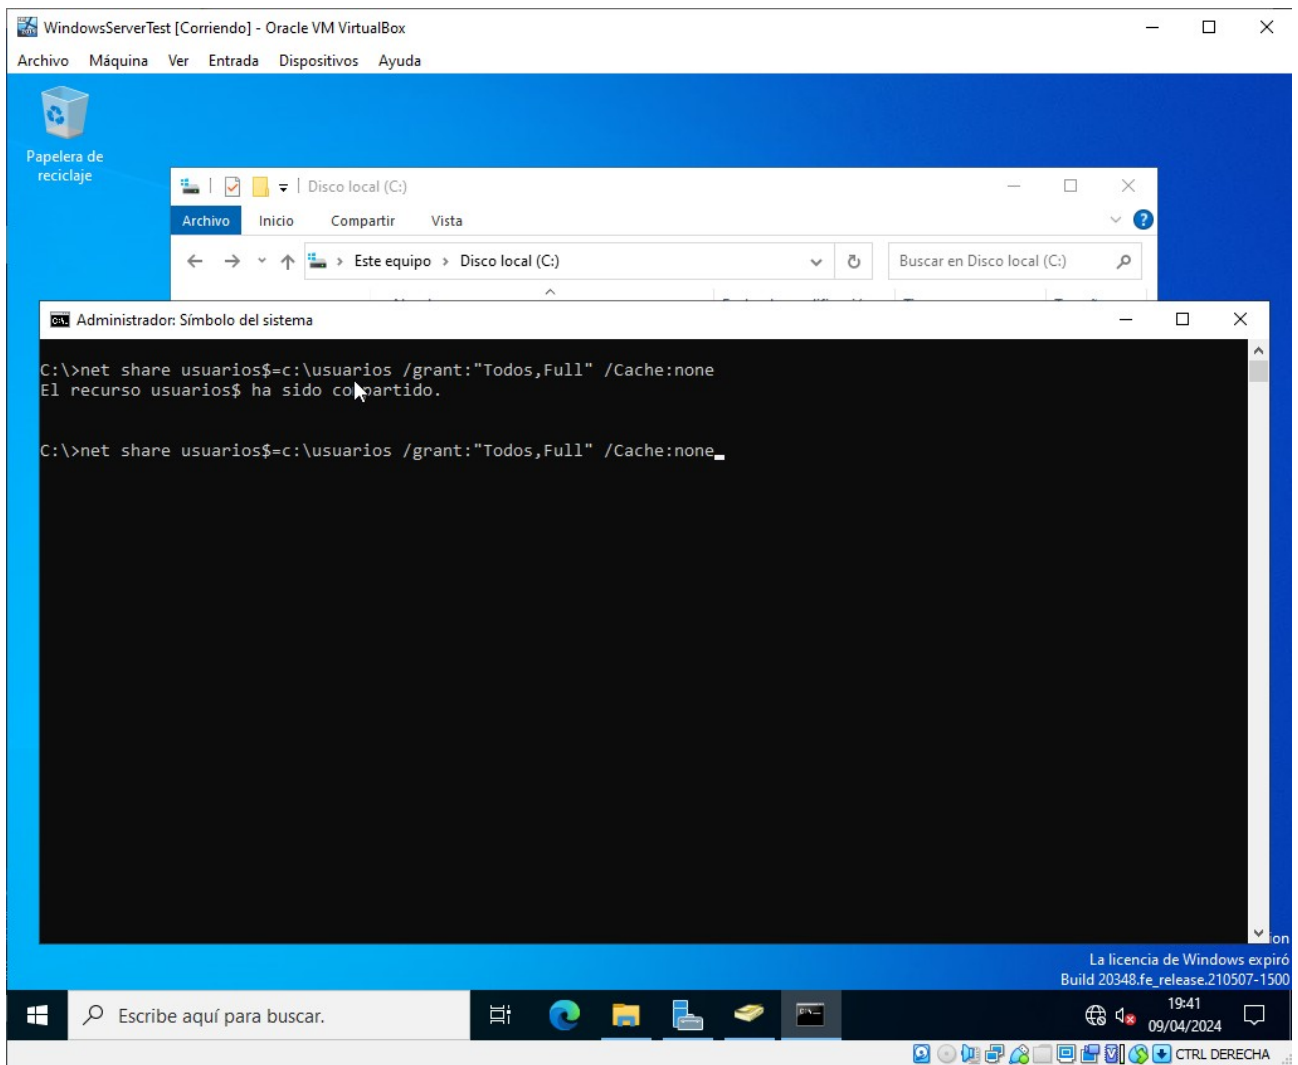 WindowsServerTest [Corriendo] - Oracle VM VirtualBox
Archivo Máquina Ver Entrada Dispositivos Ayuda
Papelera de
reciclaje
Disco local (C:)
Archivo Inicio Compartir Vista
Este equipo > Disco local (C:)
Buscar en Disco local (C:)
Administrador: Símbolo del sistema
C:\>net share usuarios$=c:\usuarios /grant:"Todos,Full" /Cache:none
El recurso usuarios$ ha sido compartido.
C:\>net share usuarios$=c:\usuarios /grant:"Todos,Full" /Cache:none
La licencia de Windows expiró
Build 20348.fe_release.210507-1500
Escribe aquí para buscar.
19:41
09/04/2024
CTRL DERECHA